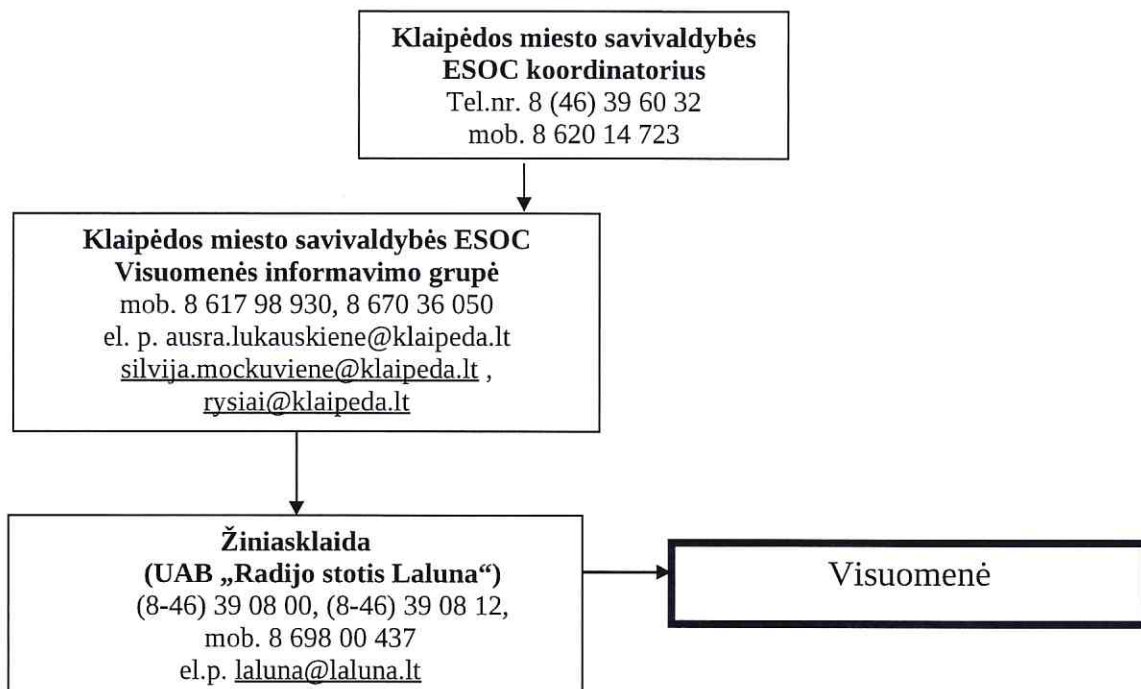 Klaipėdos miesto savivaldybės
ESOC koordinatorius
Tel.nr. 8 (46) 39 60 32
mob. 8 620 14 723
Klaipėdos miesto savivaldybės ESOC
Visuomenės informavimo grupė
mob. 8 617 98 930, 8 670 36 050
el. p. ausra.lukauskiene@klaipeda.lt
silvija.mockuviene@klaipeda.lt ,
rysiai@klaipeda.lt
Žiniasklaida
(UAB „Radijo stotis Laluna“)
(8-46) 39 08 00, (8-46) 39 08 12,
mob. 8 698 00 437
el.p. laluna@laluna.lt
Visuomenė